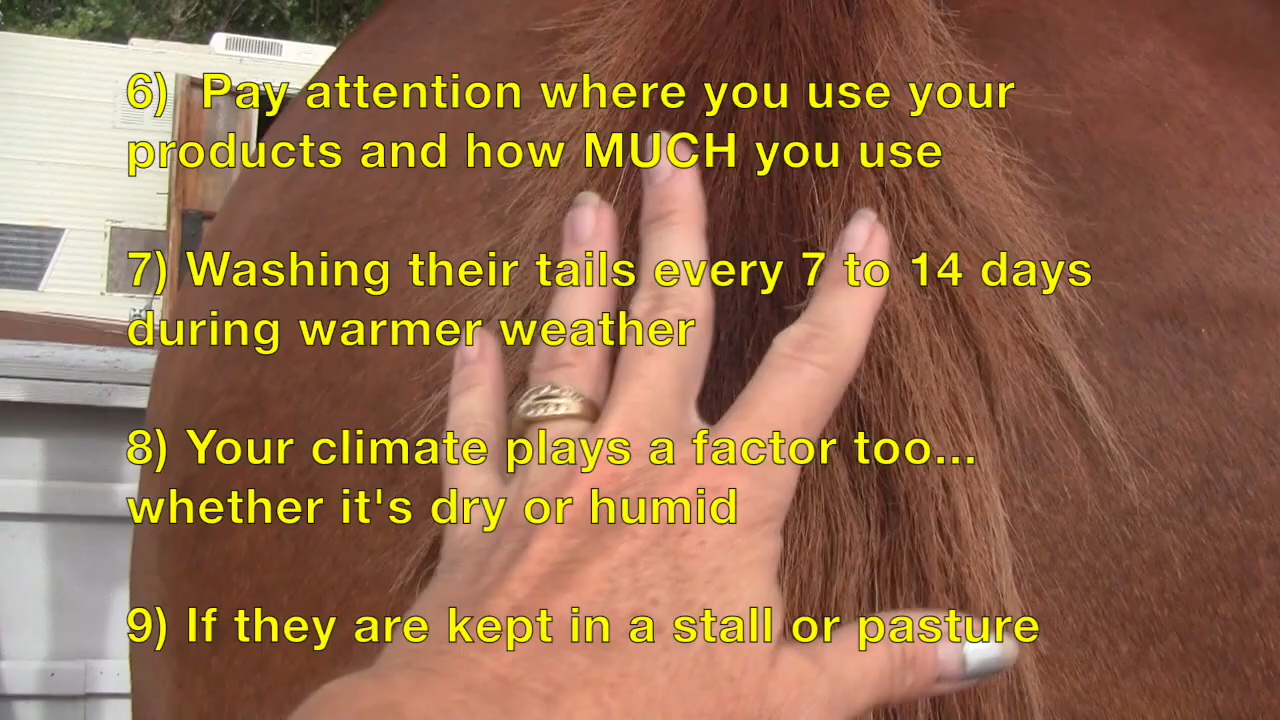 6)  Pay attention where you use your
products and how MUCH you use
7) Washing their tails every 7 to 14 days
during warmer weather
8) Your climate plays a factor too...
whether it's dry or humid
9) If they are kept in a stall or pasture